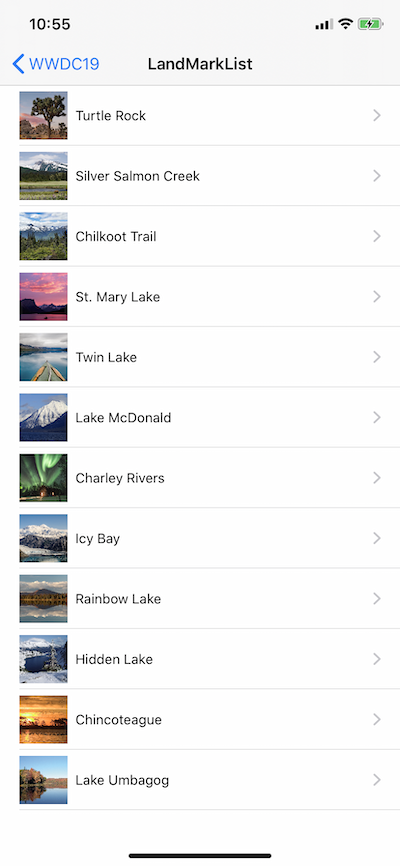 10:55
WWDC19 LandMarkList
Turtle Rock
Silver Salmon Creek
Chilkoot Trail
St. Mary Lake
Twin Lake
Lake McDonald
Charley Rivers
Icy Bay
Rainbow Lake
Hidden Lake
Chincoteague
Lake Umbagog